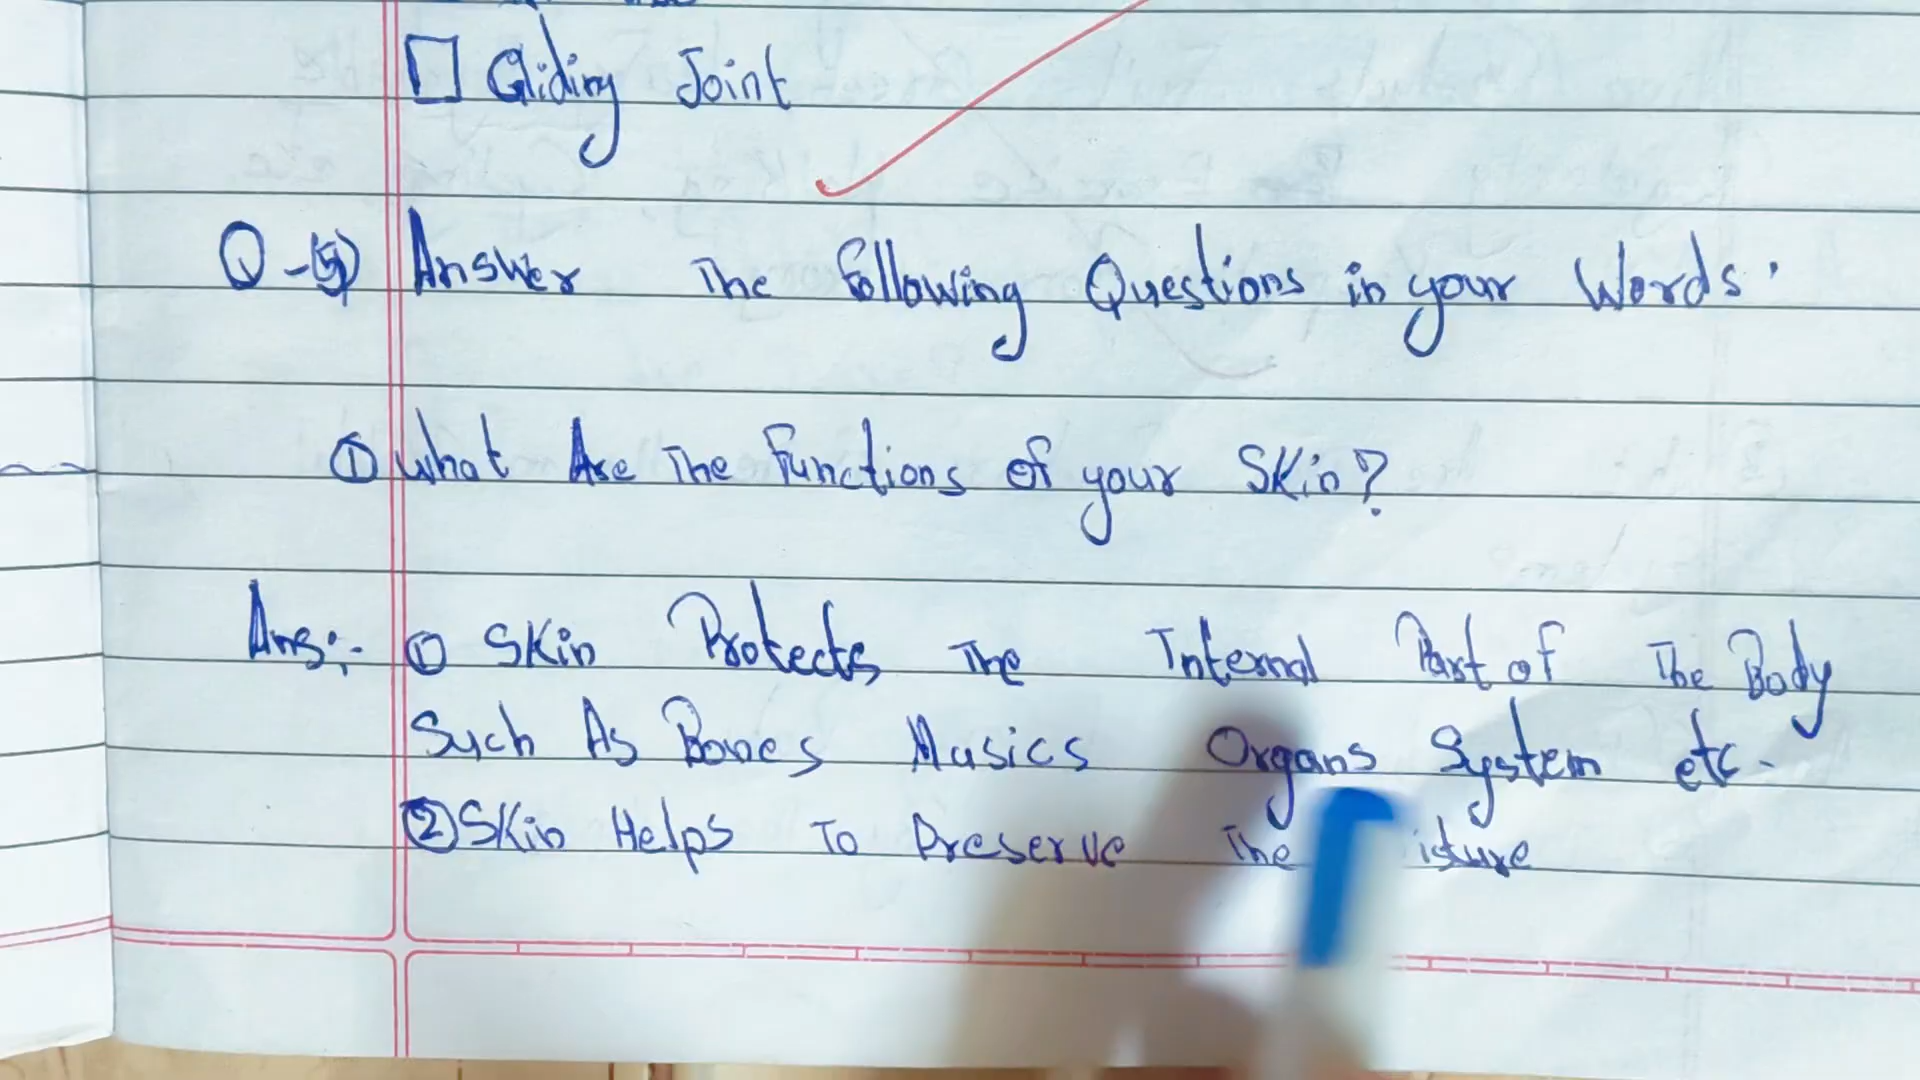 Gliding Joint
Q-5) Answer The Following Questions in your Words.
① What Are The Functions of your Skin?
Ans:- ① Skin Protects The Internal Part of The Body
Such As Bones Musics Organs System etc.
② Skin Helps To Preserve The